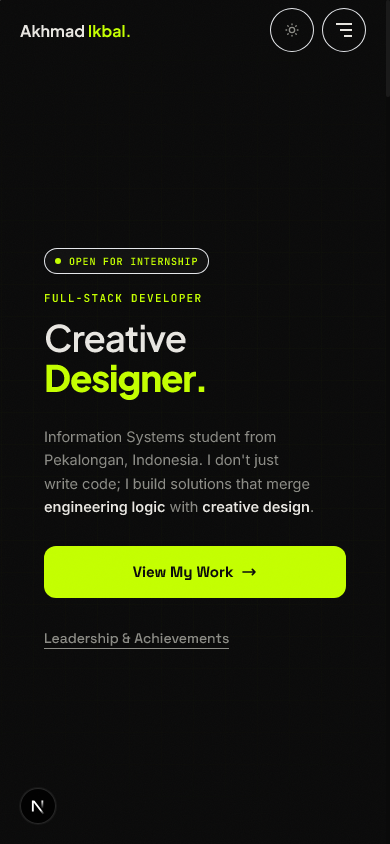 Akhmad Ikbal.
OPEN FOR INTERNSHIP
FULL-STACK DEVELOPER
Creative
Designer.
Information Systems student from
Pekalongan, Indonesia. I don't just
write code; I build solutions that merge
engineering logic with creative design.
View My Work →
Leadership & Achievements
N